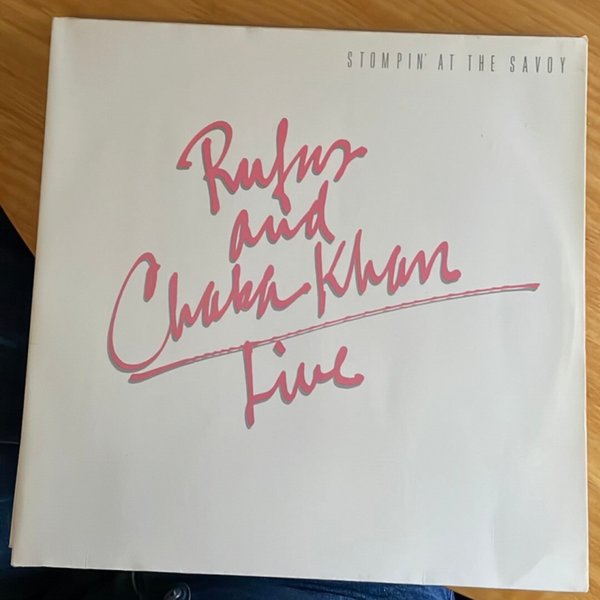 STOMPIN' AT THE SAVOY
Rufus
and
Chaka Khan
Live